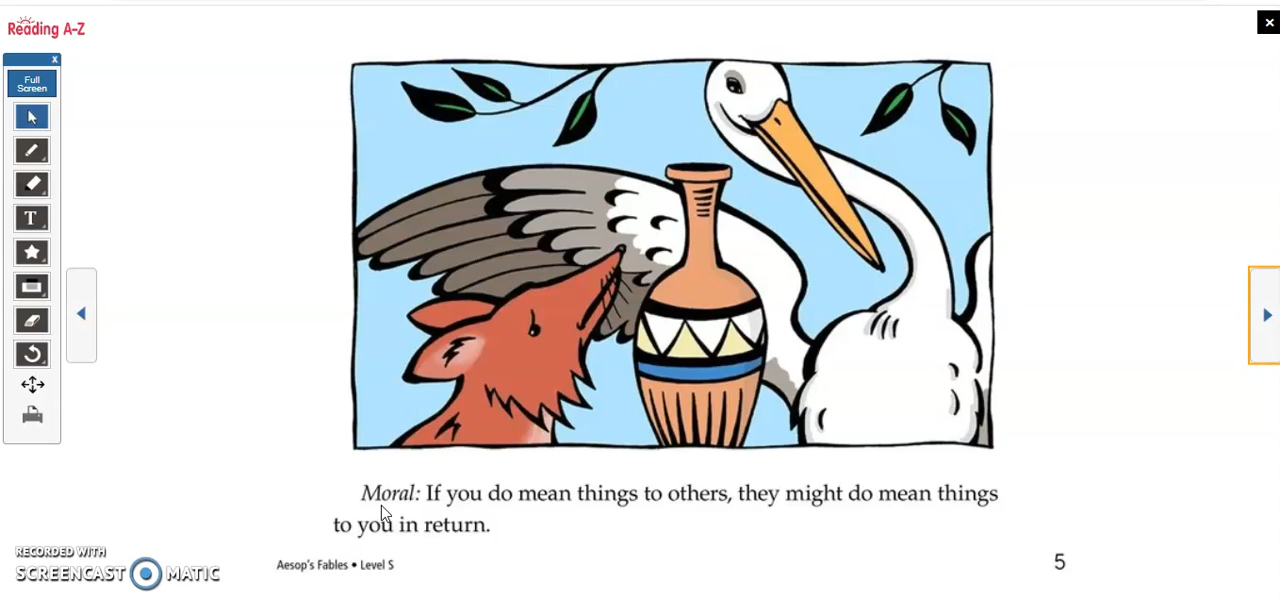 Reading A-Z
x
Full
Screen
T
Moral: If you do mean things to others, they might do mean things
to you in return.
Aesop's Fables • Level S
5
RECORDED WITH
SCREENCAST MATIC